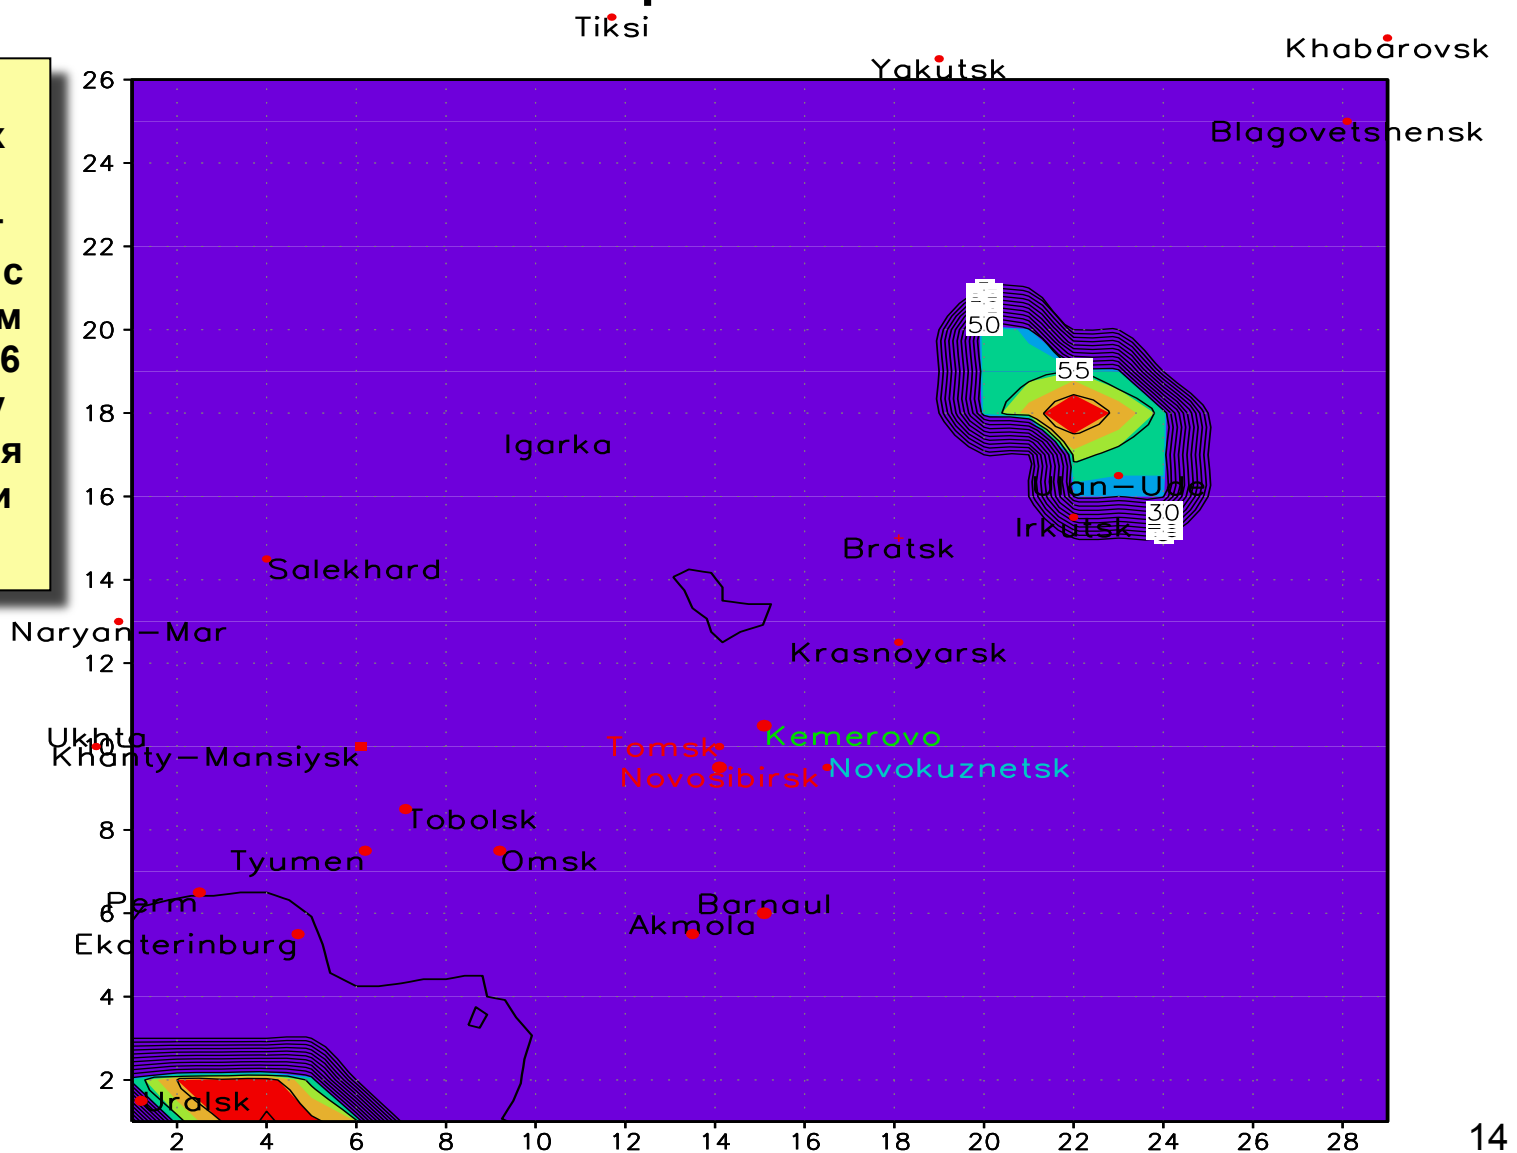 Tiksi
Khabarovsk
Yakutsk
26
Blagovetshensk
24
22
с
м
50
20
6
55
у
18
я
Igarka
и
16
Ulan-Ude
30
Irkutsk
Bratsk
14
Salekhard
Naryan-Mar
12
Krasnoyarsk
Ukhta
10
Khanty-Mansiysk
Tomsk
Kemerovo
Novosibirsk
Novokuznetsk
8
Tobolsk
Tyumen
Omsk
Perm
6
Barnaul
Akmola
Ekaterinburg
4
2
Uralsk
2 4 6 8 10 12 14 16 18 20 22 24 26 28
14